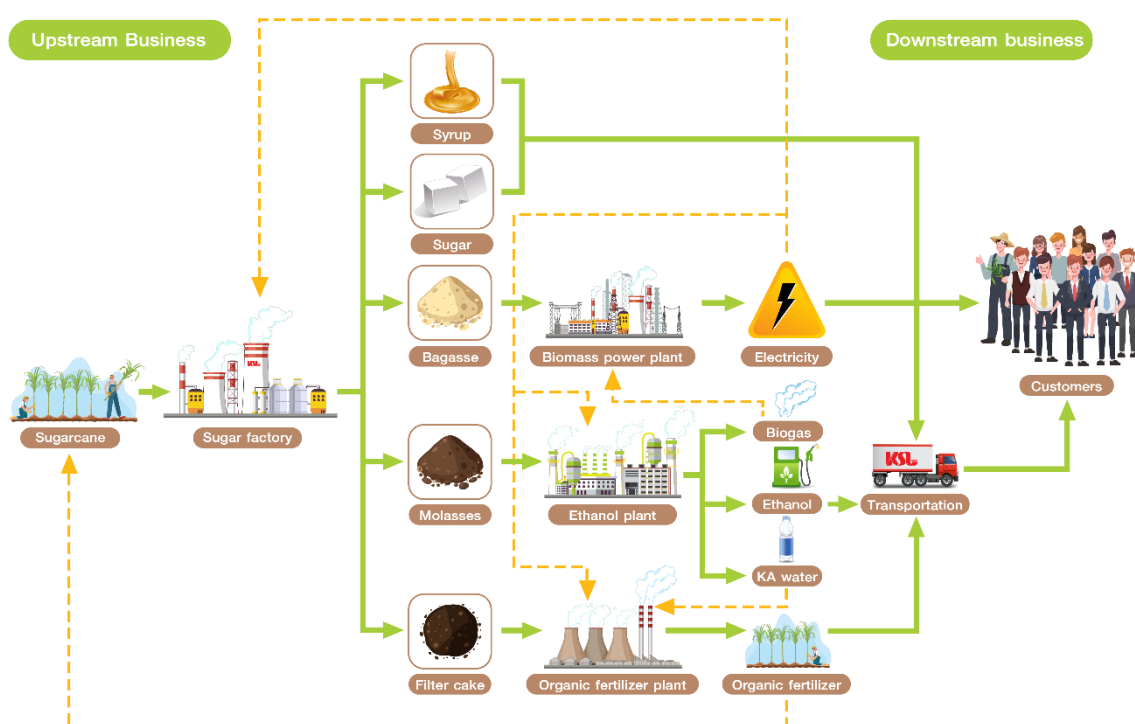 Upstream Business
Downstream business
Syrup
Sugar
Bagasse
Biomass power plant
Electricity
Customers
KSL
Sugarcane
Sugar factory
Biogas
KSL
Molasses
Ethanol plant
Ethanol
Transportation
KA water
Filter cake
Organic fertilizer plant
Organic fertilizer